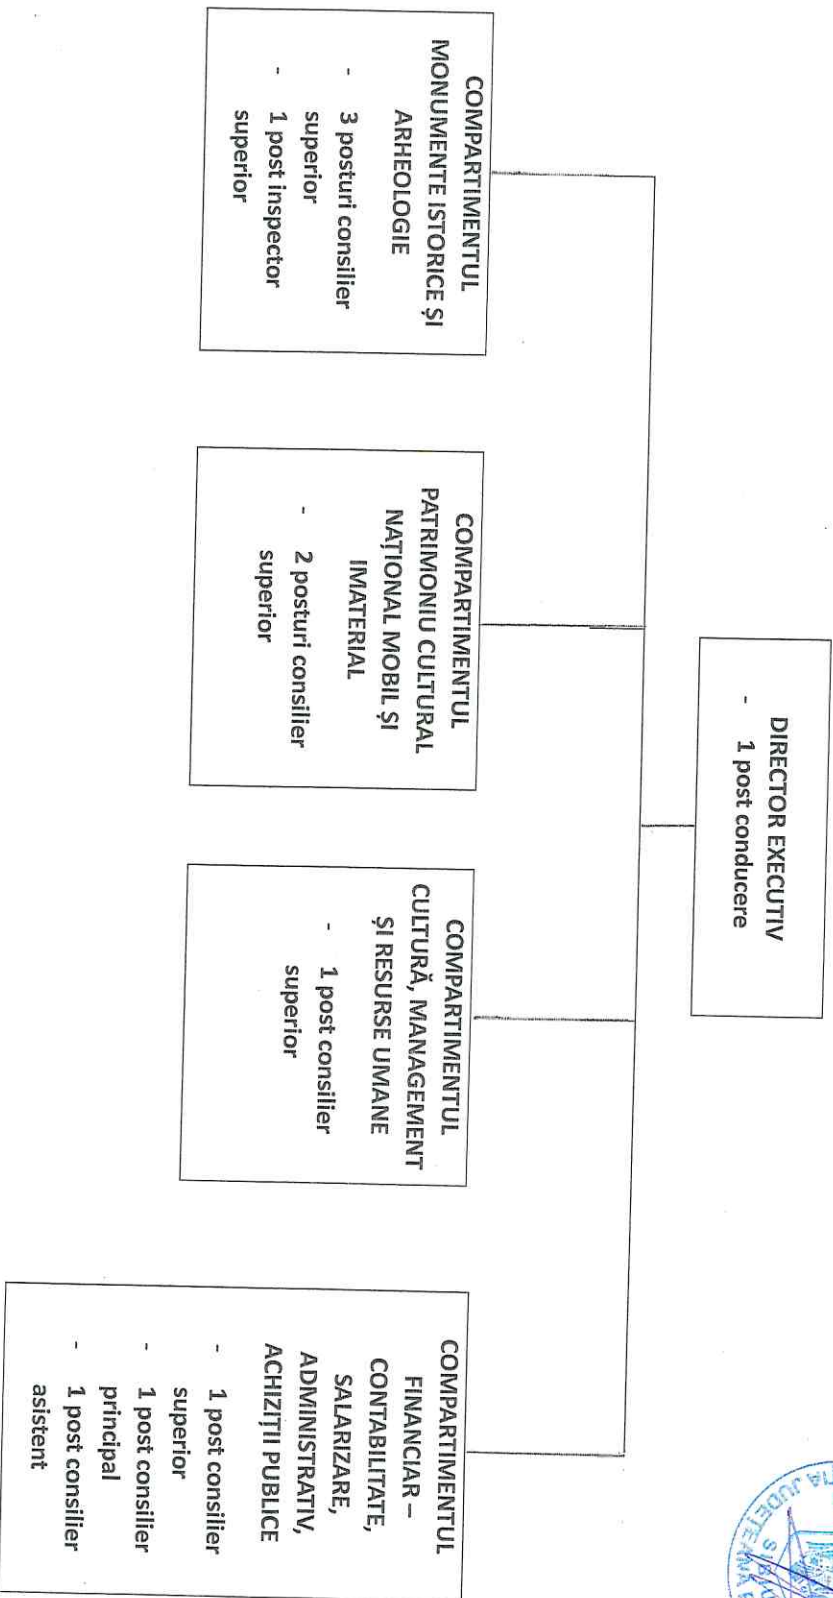 DIRECTOR EXECUTIV
- 1 post conducere
COMPARTIMENTUL
MONUMENTE ISTORICE ȘI
ARHEOLOGIE
- 3 posturi consilier
superior
- 1 post inspector
superior
COMPARTIMENTUL
PATRIMONIU CULTURAL
NAȚIONAL MOBIL ȘI
IMATERIAL
- 2 posturi consilier
superior
COMPARTIMENTUL
CULTURĂ, MANAGEMENT
ȘI RESURSE UMANE
- 1 post consilier
superior
COMPARTIMENTUL
FINANCIAR –
CONTABILITATE,
SALARIZARE,
ADMINISTRATIV,
ACHIZIȚII PUBLICE
- 1 post consilier
superior
- 1 post consilier
principal
- 1 post consilier
asistent
JUDEȚEANĂ